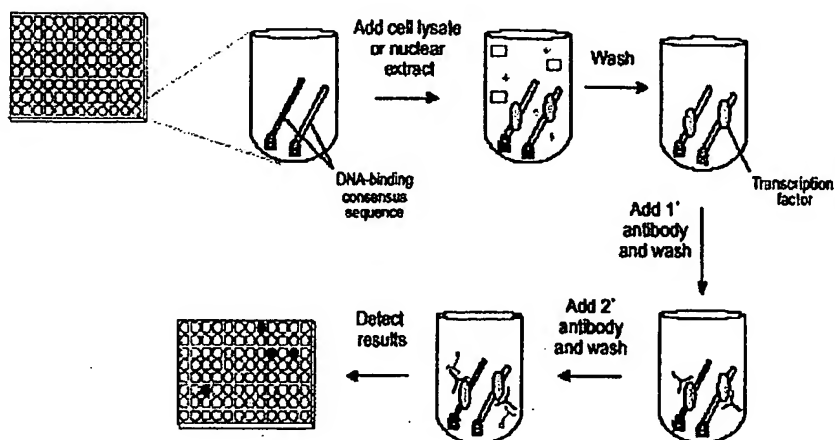 Add cell lysate
or nuclear
extract
Wash
DNA-binding
consensus
sequence
Transcription
factor
Add 1°
antibody
and wash
Add 2°
antibody
and wash
Detect
results